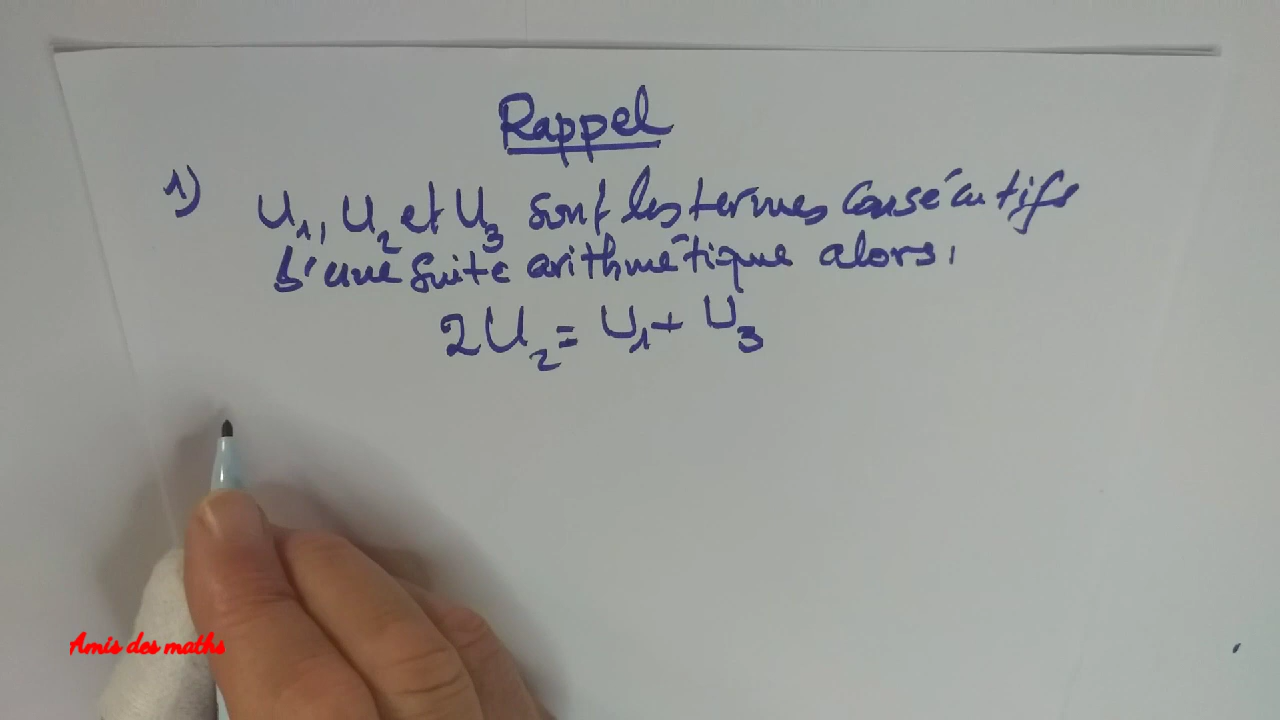 Rappel
1) U₁, U₂ et U₃ sont les termes consécutifs
d'une suite arithmétique alors,
2U₂ = U₁ + U₃
Amis des maths